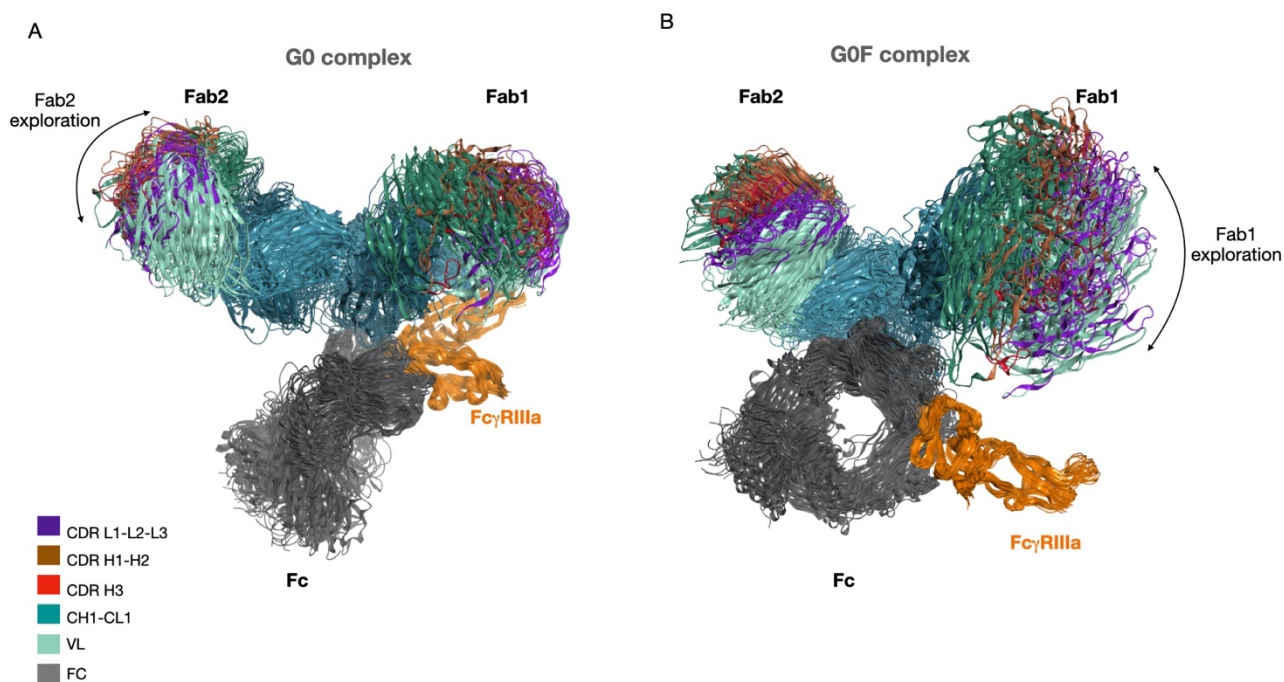 A
G0 complex
Fab2
exploration
Fab2
Fab1
FcγRIIIa
Fc
B
G0F complex
Fab2
Fab1
Fab1
exploration
FcγRIIIa
Fc
CDR L1-L2-L3
CDR H1-H2
CDR H3
CH1-CL1
VL
FC